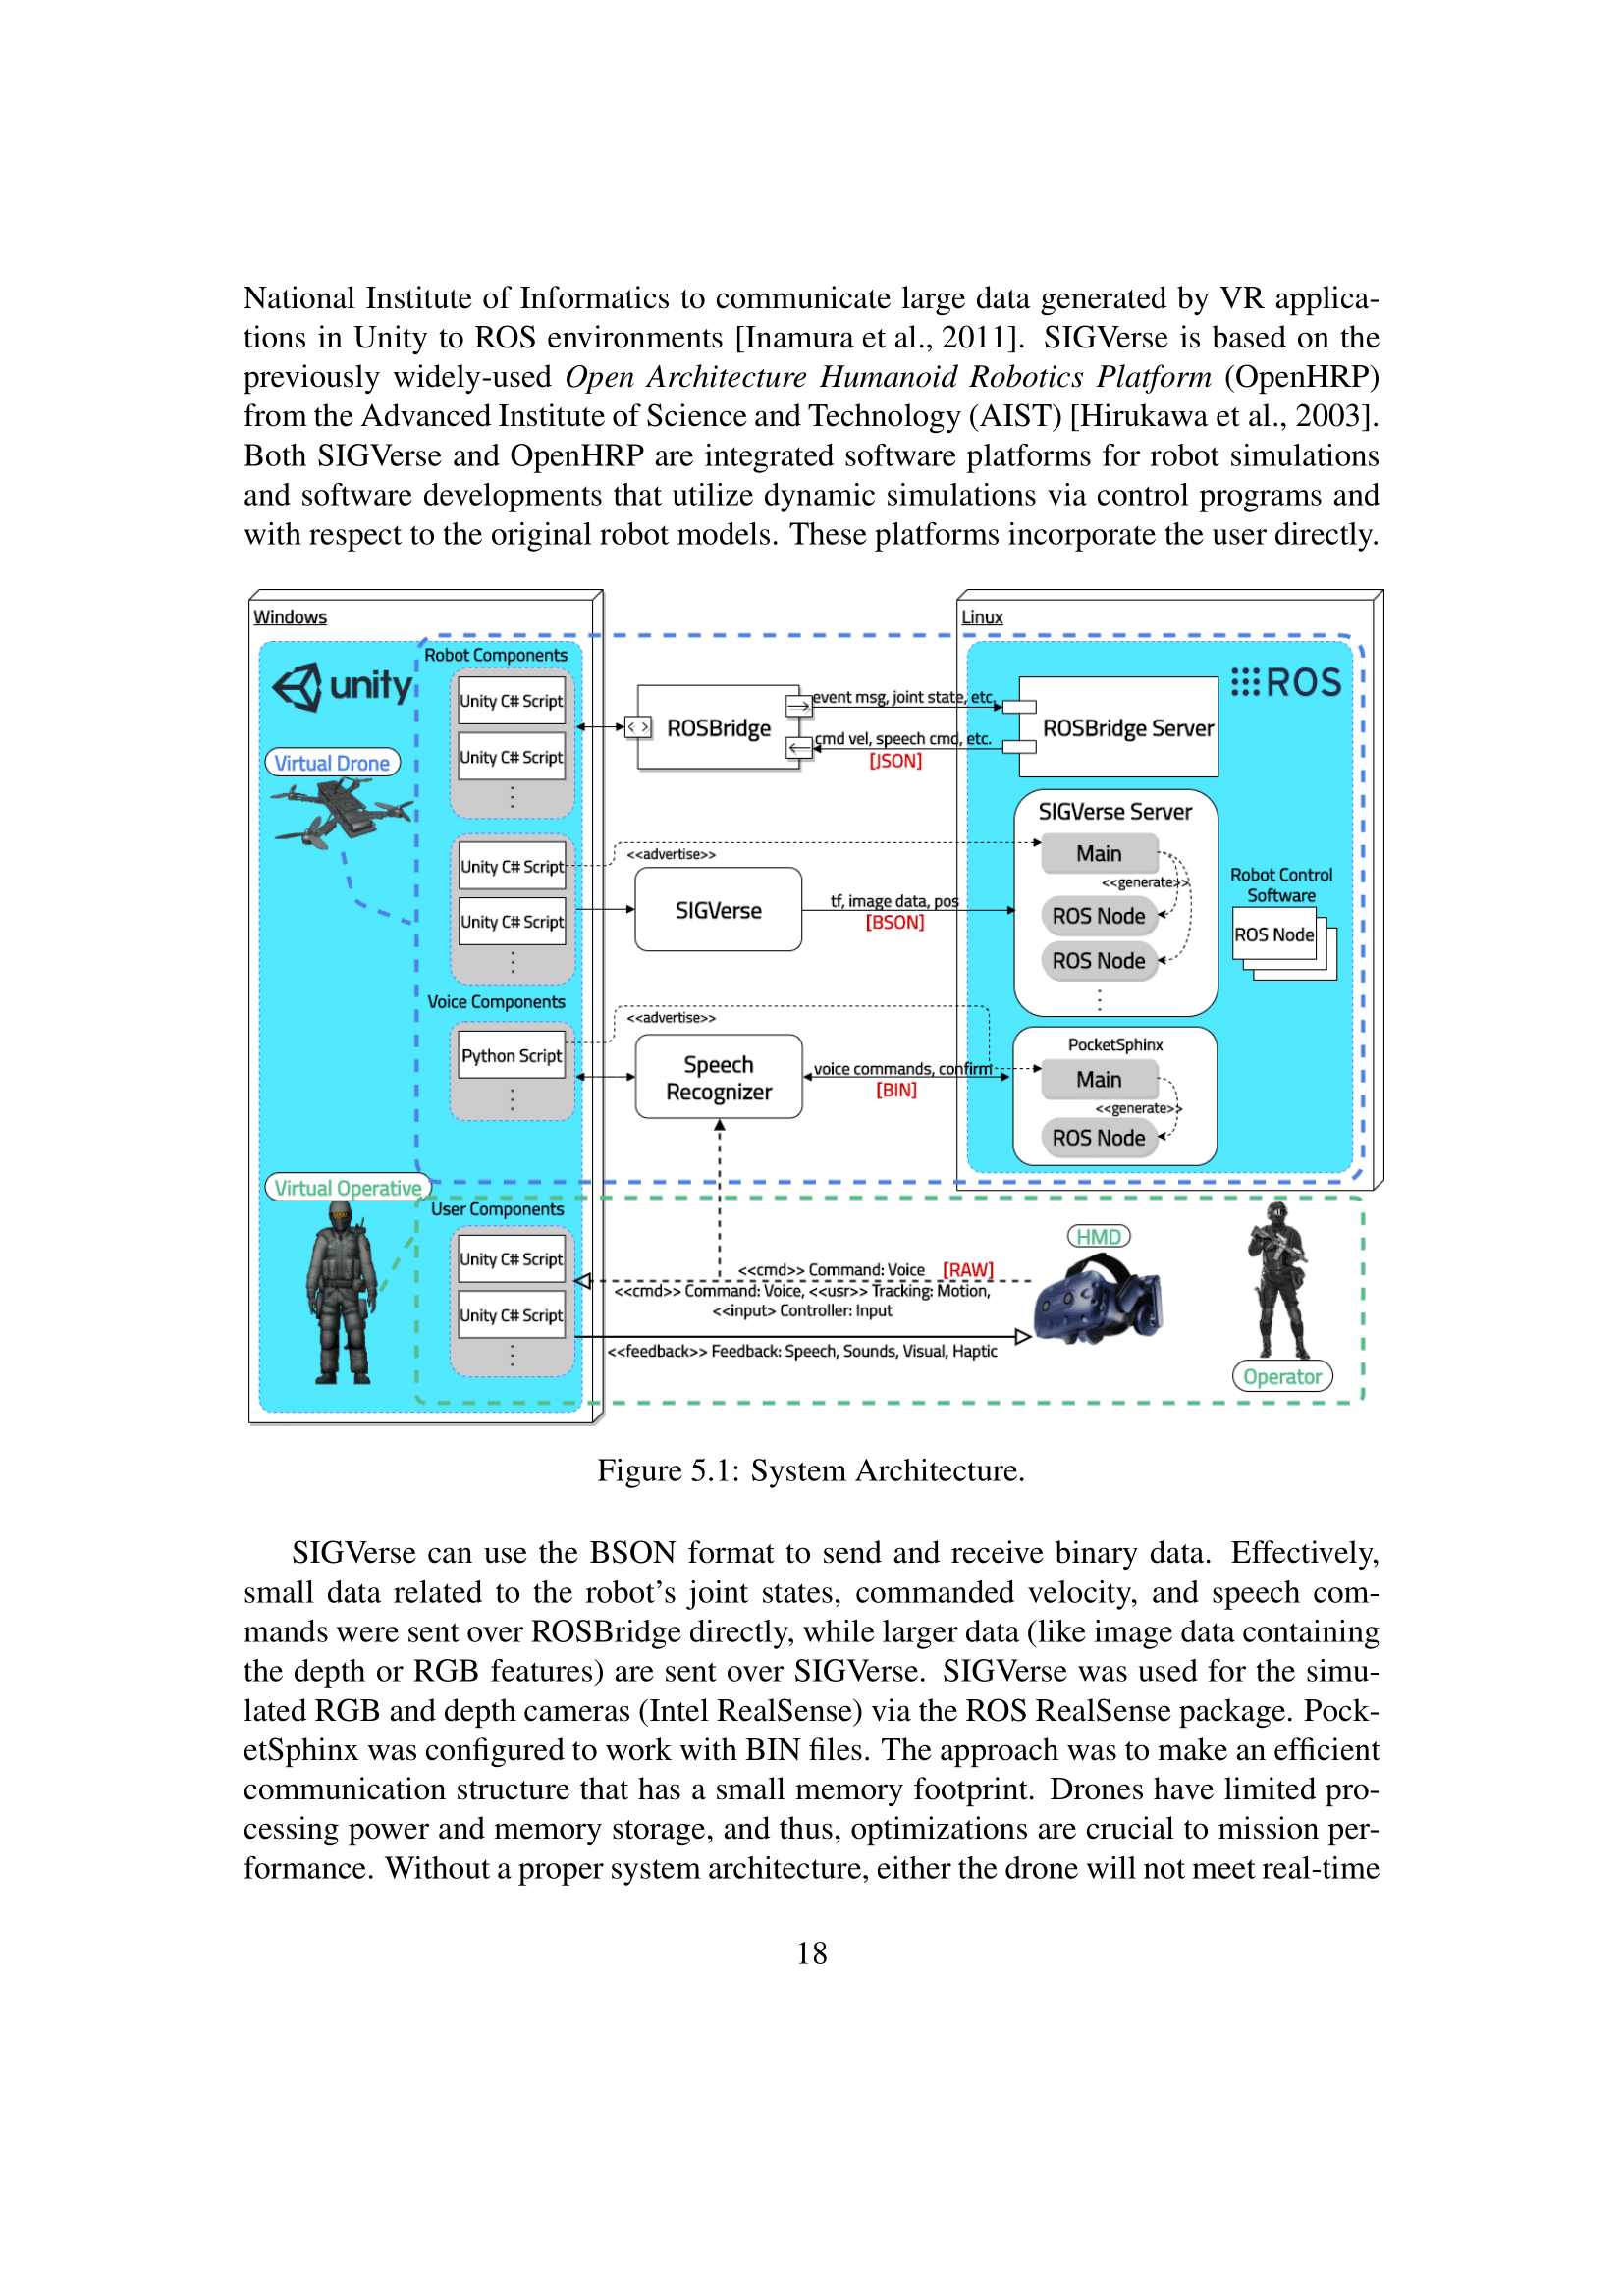 National Institute of Informatics to communicate large data generated by VR applica-
tions in Unity to ROS environments [Inamura et al., 2011]. SIGVerse is based on the
previously widely-used Open Architecture Humanoid Robotics Platform (OpenHRP)
from the Advanced Institute of Science and Technology (AIST) [Hirukawa et al., 2003].
Both SIGVerse and OpenHRP are integrated software platforms for robot simulations
and software developments that utilize dynamic simulations via control programs and
with respect to the original robot models. These platforms incorporate the user directly.
Windows
unity
Virtual Drone
Robot Components
Unity C# Script
Unity C# Script
Unity C# Script
Unity C# Script
Voice Components
Python Script
Virtual Operative
User Components
Unity C# Script
Unity C# Script
ROSBridge
event msg, joint state, etc.
cmd vel, speech cmd, etc.
[JSON]
<<advertise>>
SIGVerse
tf, image data, pos
[BSON]
<<advertise>>
Speech
Recognizer
voice commands, confirm
[BIN]
<<cmd>> Command: Voice [RAW]
<<cmd>> Command: Voice, <<usr>> Tracking: Motion,
<<input> Controller: Input
<<feedback>> Feedback: Speech, Sounds, Visual, Haptic
Linux
ROS
ROSBridge Server
SIGVerse Server
Main
<<generate>>
ROS Node
ROS Node
Robot Control
Software
ROS Node
PocketSphinx
Main
<<generate>>
ROS Node
HMD
Operator
Figure 5.1: System Architecture.
SIGVerse can use the BSON format to send and receive binary data. Effectively,
small data related to the robot's joint states, commanded velocity, and speech com-
mands were sent over ROSBridge directly, while larger data (like image data containing
the depth or RGB features) are sent over SIGVerse. SIGVerse was used for the simu-
lated RGB and depth cameras (Intel RealSense) via the ROS RealSense package. Pock-
etSphinx was configured to work with BIN files. The approach was to make an efficient
communication structure that has a small memory footprint. Drones have limited pro-
cessing power and memory storage, and thus, optimizations are crucial to mission per-
formance. Without a proper system architecture, either the drone will not meet real-time
18